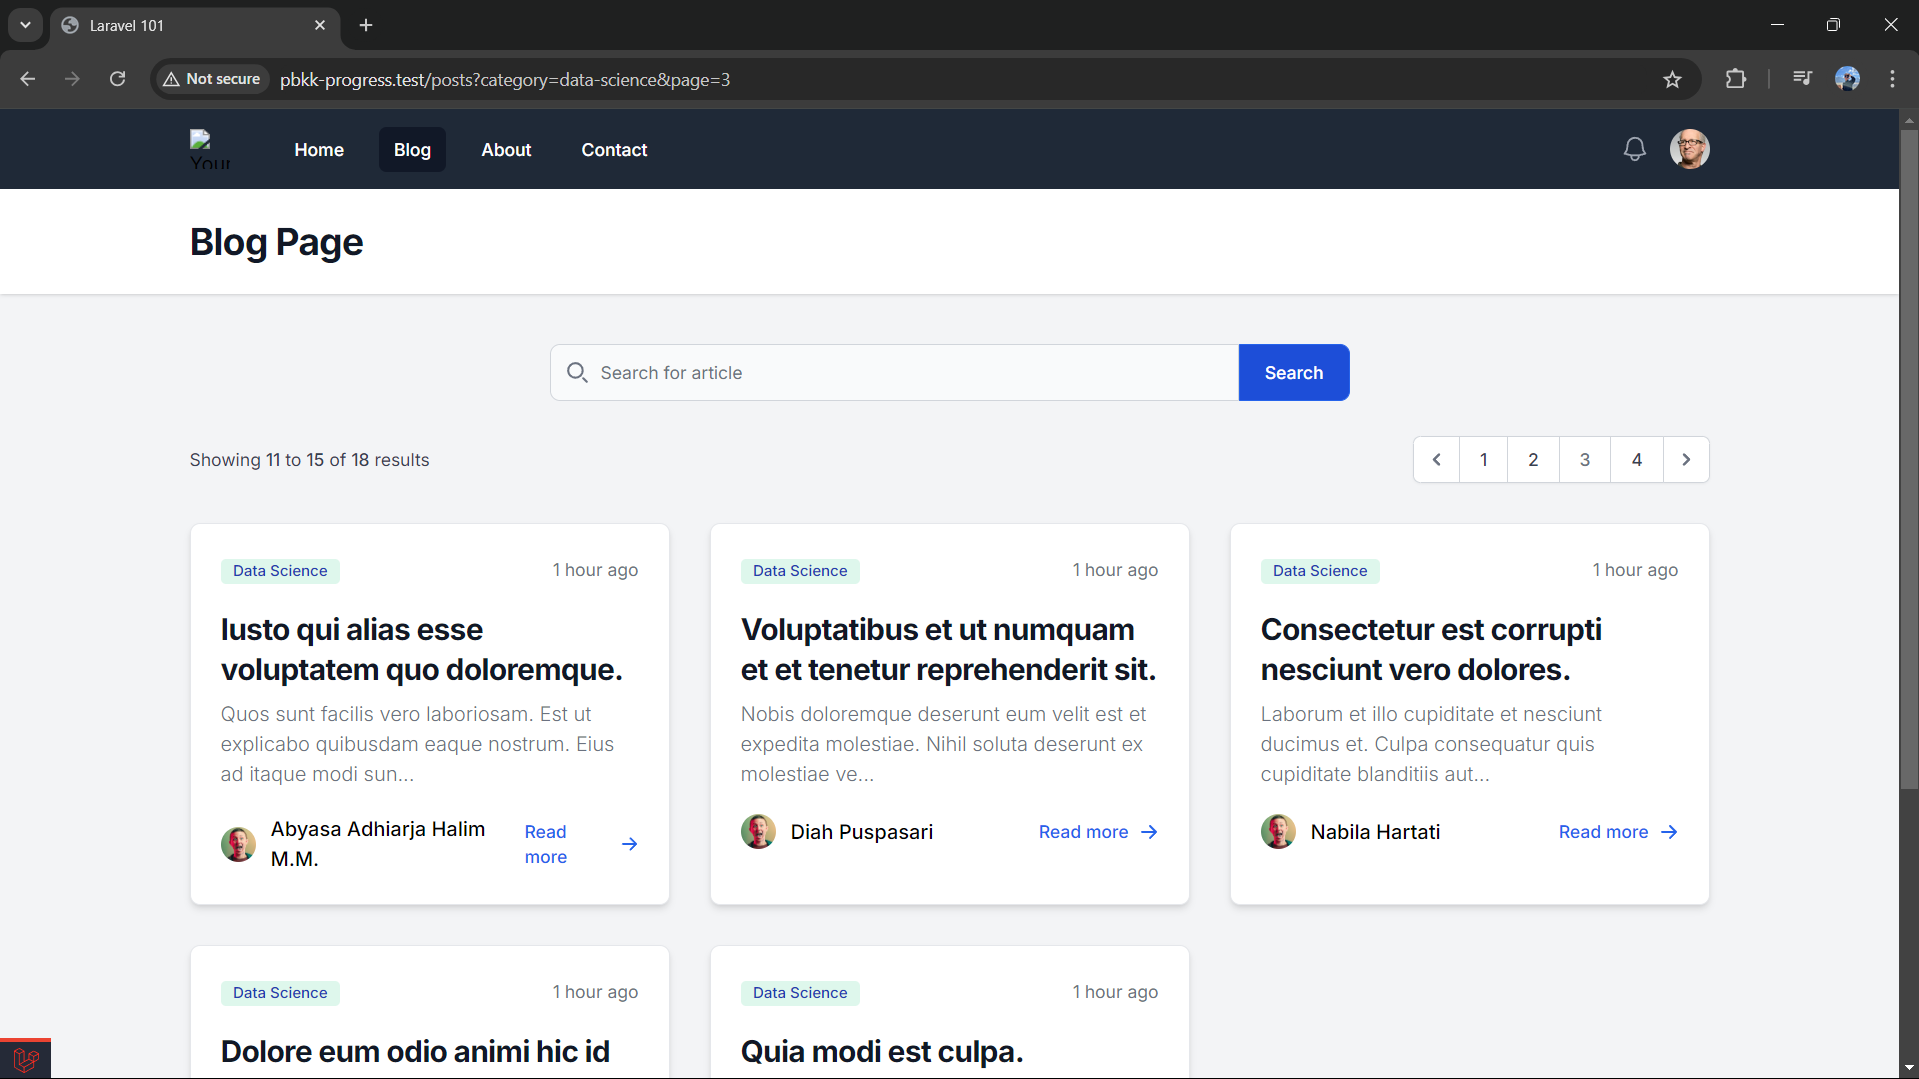 Laravel 101
Not secure
pbkk-progress.test/posts?category=data-science&page=3
Your
Home
Blog
About
Contact
Blog Page
Search for article
Search
Showing 11 to 15 of 18 results
1
2
3
4
Data Science
1 hour ago
Iusto qui alias esse
voluptatem quo doloremque.
Quos sunt facilis vero laboriosam. Est ut
explicabo quibusdam eaque nostrum. Eius
ad itaque modi sun...
Abyasa Adhiarja Halim
M.M.
Read
more
Data Science
1 hour ago
Voluptatibus et ut numquam
et et tenetur reprehenderit sit.
Nobis doloremque deserunt eum velit est et
expedita molestiae. Nihil soluta deserunt ex
molestiae ve...
Diah Puspasari
Read more
Data Science
1 hour ago
Consectetur est corrupti
nesciunt vero dolores.
Laborum et illo cupiditate et nesciunt
ducimus et. Culpa consequatur quis
cupiditate blanditiis aut...
Nabila Hartati
Read more
Data Science
1 hour ago
Dolore eum odio animi hic id
Data Science
1 hour ago
Quia modi est culpa.